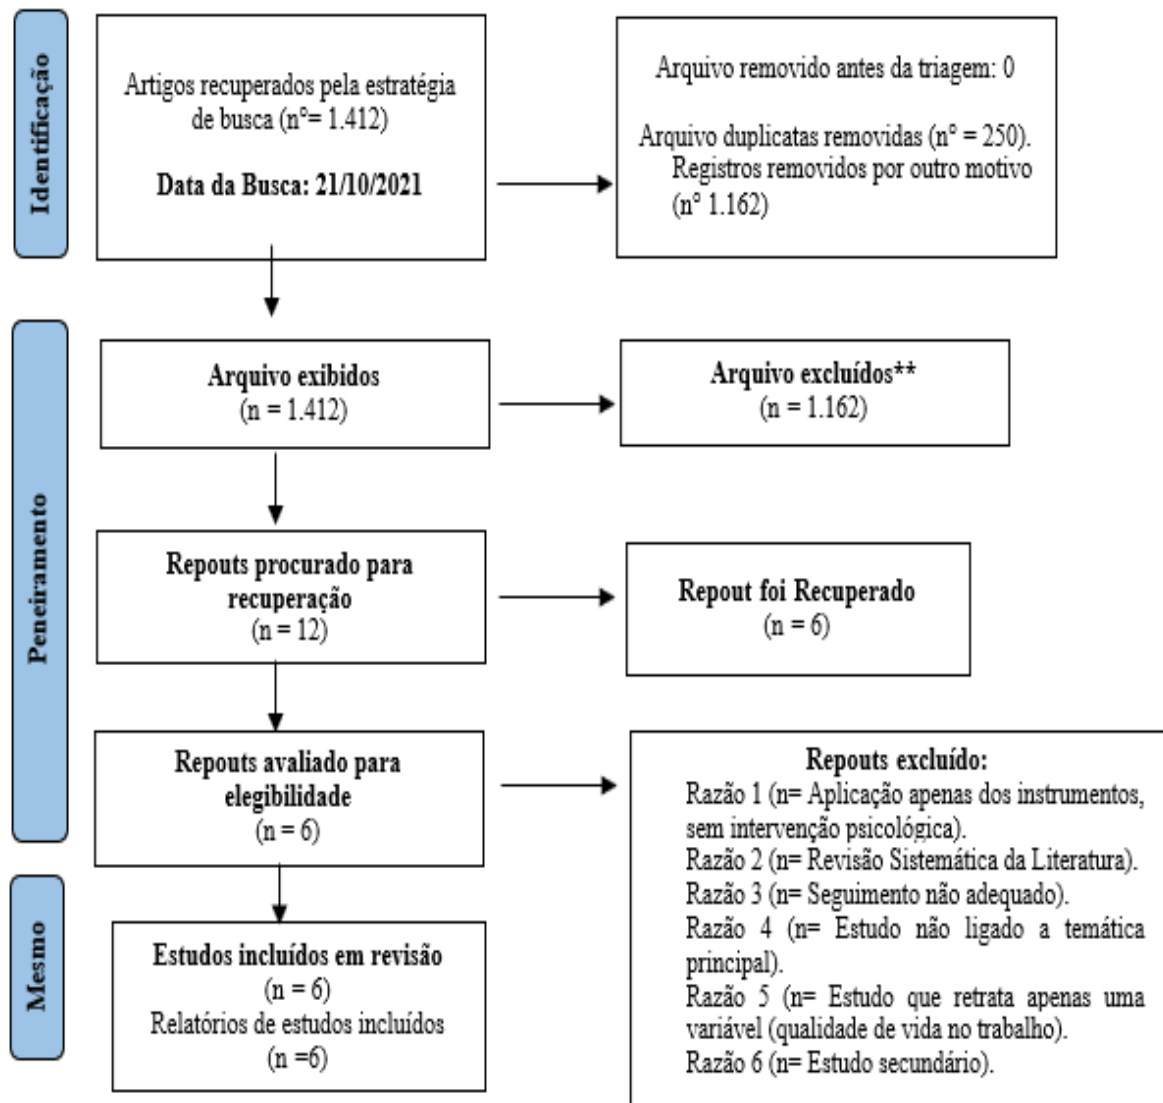 Identificação
Artigos recuperados pela estratégia
de busca (n°= 1.412)
Data da Busca: 21/10/2021
Arquivo removido antes da triagem: 0
Arquivo duplicatas removidas (n° = 250).
Registros removidos por outro motivo
(n° 1.162)
Peneiramento
Arquivo exibidos
(n = 1.412)
Arquivo excluídos**
(n = 1.162)
Repouts procurado para
recuperação
(n = 12)
Repout foi Recuperado
(n = 6)
Repouts avaliado para
elegibilidade
(n = 6)
Repouts excluído:
Razão 1 (n= Aplicação apenas dos instrumentos,
sem intervenção psicológica).
Razão 2 (n= Revisão Sistemática da Literatura).
Razão 3 (n= Seguimento não adequado).
Razão 4 (n= Estudo não ligado a temática
principal).
Razão 5 (n= Estudo que retrata apenas uma
variável (qualidade de vida no trabalho).
Razão 6 (n= Estudo secundário).
Mesmo
Estudos incluídos em revisão
(n = 6)
Relatórios de estudos incluídos
(n =6)